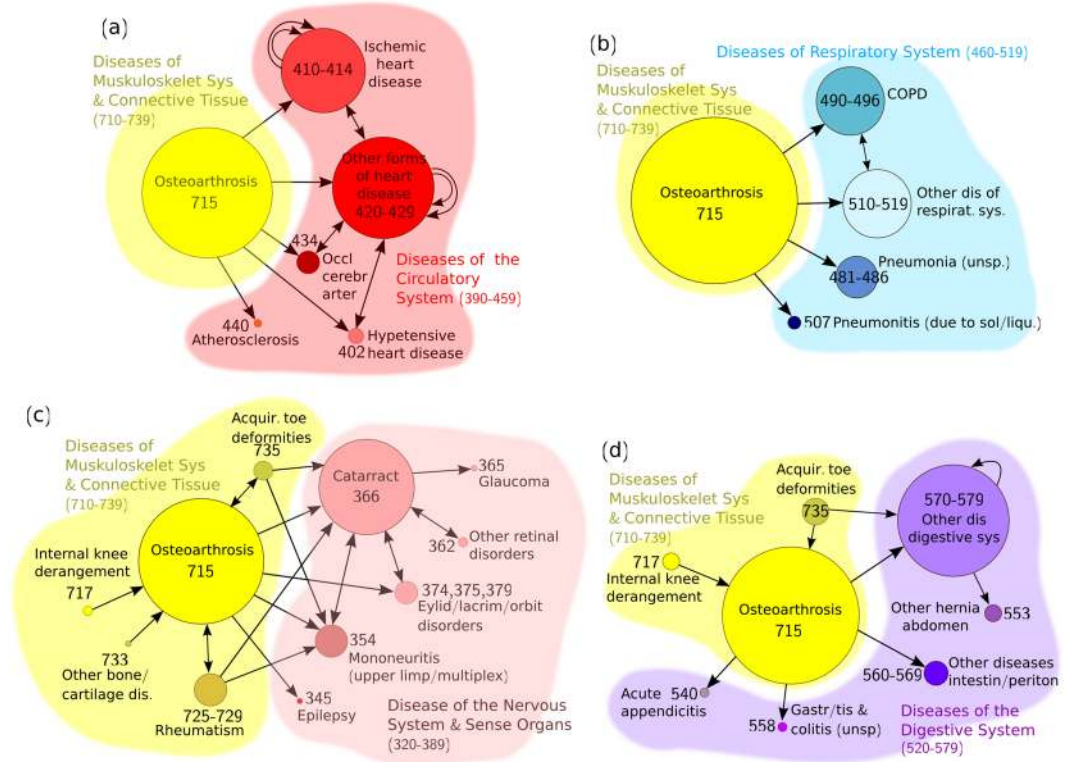 (a)
Diseases of
Muskuloskelet Sys
& Connective Tissue
(710-739)
Ischemic
heart
disease
410-414
Osteoarthrosis
715
Other forms
of heart
disease
420-429
434
Occl
cerebr
arter
Diseases of the
Circulatory
System (390-459)
440
Atherosclerosis
402
Hypetensive
heart disease
(b)
Diseases of Respiratory System (460-519)
Diseases of
Muskuloskelet Sys
& Connective Tissue
(710-739)
490-496
COPD
Osteoarthrosis
715
510-519
Other dis of
respirat. sys.
Pneumonia (unsp.)
481-486
507 Pneumonitis (due to sol/liqu.)
(c)
Diseases of
Muskuloskelet Sys
& Connective Tissue
(710-739)
Acquir. toe
deformities
735
Catarract
366
365
Glaucoma
Osteoarthrosis
715
362
Other retinal
disorders
Internal knee
derangement
717
374,375,379
Eylid/lacrim/orbit
disorders
733
Other bone/
cartilage dis.
354
Mononeuritis
(upper limp/multiplex)
725-729
Rheumatism
345
Epilepsy
Disease of the Nervous
System & Sense Organs
(320-389)
(d)
Diseases of
Muskuloskelet Sys
& Connective Tissue
(710-739)
Acquir. toe
deformities
735
570-579
Other dis
digestive sys
717
Internal knee
derangement
Osteoarthrosis
715
Other hernia
abdomen
553
560-569
Other diseases
intestin/periton
Acute
appendicitis
540
558
Gastr/tis &
colitis (unsp)
Diseases of the
Digestive System
(520-579)